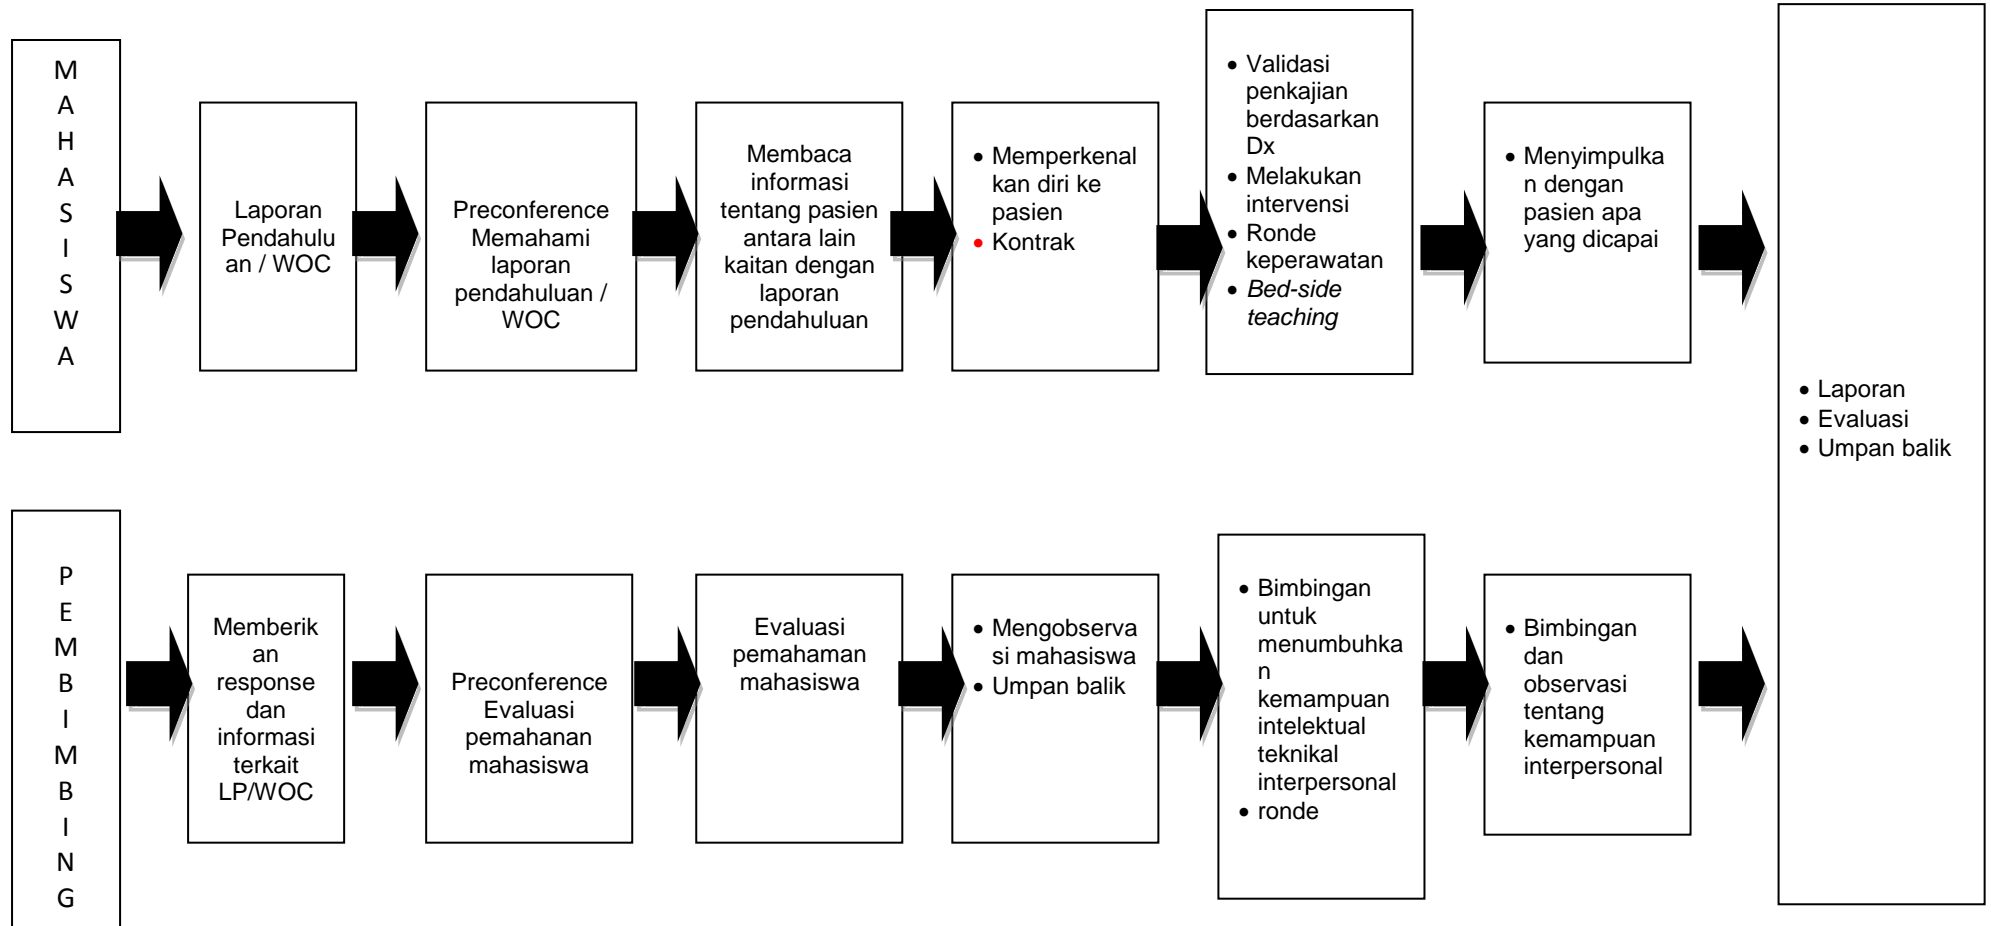 M
A
H
A
S
I
S
W
A
Laporan
Pendahulu
an / WOC
Preconference
Memahami
laporan
pendahuluan /
WOC
Membaca
informasi
tentang pasien
antara lain
kaitan dengan
laporan
pendahuluan
• Memperkenal
kan diri ke
pasien
• Kontrak
• Validasi
penkajian
berdasarkan
Dx
• Melakukan
intervensi
• Ronde
keperawatan
• Bed-side
teaching
• Menyimpulka
n dengan
pasien apa
yang dicapai
• Laporan
• Evaluasi
• Umpan balik
P
E
M
B
I
M
B
I
N
G
Memberik
an
response
dan
informasi
terkait
LP/WOC
Preconference
Evaluasi
pemahanan
mahasiswa
Evaluasi
pemahaman
mahasiswa
• Mengobserva
si mahasiswa
• Umpan balik
• Bimbingan
untuk
menumbuhka
n
kemampuan
intelektual
teknikal
interpersonal
• ronde
• Bimbingan
dan
observasi
tentang
kemampuan
interpersonal